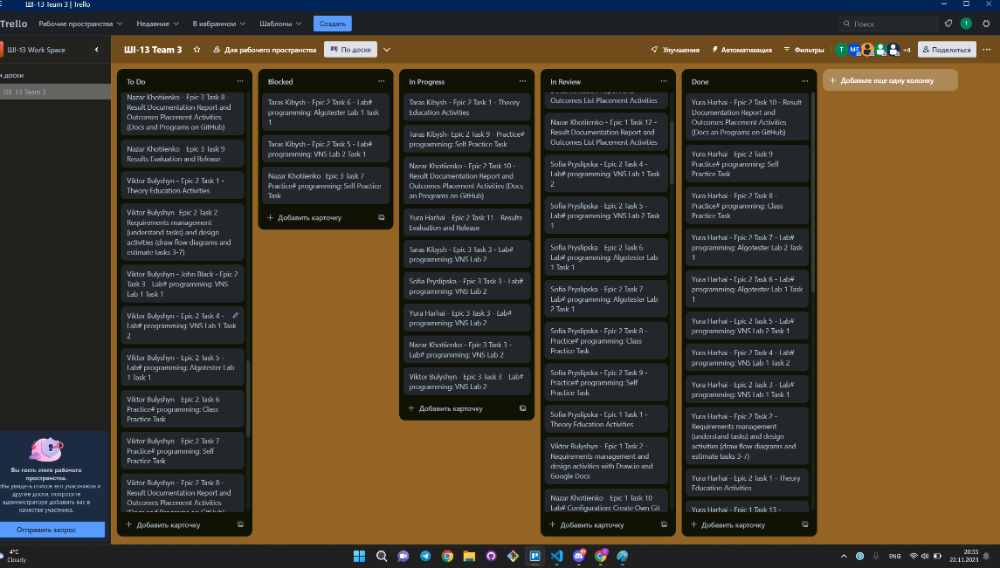 ШІ-13 Team 3 | Trello
Trello
Рабочие пространства
Недавние
В избранном
Шаблоны
Создать
Поиск
T
ШІ-13 Work Space
и доски
ШІ-13 Team 3
ШІ-13 Team 3
Для рабочего пространства
По доске
Улучшения
Автоматизация
Фильтры
T
MF
+4
Поделиться
To Do
Nazar Khotiienko - Epic 3 Task 8 -
Result Documentation Report and
Outcomes Placement Activities
(Docs and Programs on GitHub)
Nazar Khotiienko Epic 3 Task 9
Results Evaluation and Release
Viktor Bulyshyn - Epic 2 Task 1 -
Theory Education Activities
Viktor Bulyshyn Epic 2 Task 2
Requirements management
(understand tasks) and design
activities (draw flow diagrams and
estimate tasks 3-7)
Viktor Bulyshyn - John Black - Epic 2
Task 3 Lab# programming: VNS
Lab 1 Task 1
Viktor Bulyshyn - Epic 2 Task 4 -
Lab# programming: VNS Lab 1 Task
2
Viktor Bulyshyn - Epic 2 Task 5 -
Lab# programming: Algotester Lab
1 Task 1
Viktor Bulyshyn Epic 2 Task 6
Practice# programming: Class
Practice Task
Viktor Bulyshyn - Epic 2 Task 7 -
Practice# programming: Self
Practice Task
Viktor Bulyshyn - Epic 2 Task 8 -
Result Documentation Report and
Outcomes Placement Activities
(Docs and Programs on GitHub)
Добавить карточку
Blocked
Taras Kibysh - Epic 2 Task 6 - Lab#
programming: Algotester Lab 1 Task
1
Taras Kibysh - Epic 2 Task 5 - Lab#
programming: VNS Lab 2 Task 1
Nazar Khotiienko Epic 3 Task 7
Practice# programming: Self Practice
Task
Добавить карточку
In Progress
Taras Kibysh - Epic 2 Task 1 - Theory
Education Activities
Taras Kibysh- Epic 2 Task 9 - Practice#
programming: Self Practice Task
Nazar Khotiienko - Epic 2 Task 10 -
Result Documentation Report and
Outcomes Placement Activities (Docs
an Programs on GitHub)
Yura Harhai - Epic 2 Task 11 - Results
Evaluation and Release
Taras Kibysh - Epic 3 Task 3 - Lab#
programming: VNS Lab 2
Sofia Pryslipska - Epic 3 Task 3 - Lab#
programming: VNS Lab 2
Yura Harhai - Epic 3 Task 3 - Lab#
programming: VNS Lab 2
Nazar Khotiienko - Epic 3 Task 3 -
Lab# programming: VNS Lab 2
Viktor Bulyshyn - Epic 3 Task 3 - Lab#
programming: VNS Lab 2
Добавить карточку
In Review
Documentation Report and
Outcomes List Placement Activities
Nazar Khotiienko - Epic 1 Task 12 -
Result Documentation Report and
Outcomes List Placement Activities
Sofia Pryslipska - Epic 2 Task 4 -
Lab# programming: VNS Lab 1 Task
2
Sofia Pryslipska - Epic 2 Task 5 -
Lab# programming: VNS Lab 2 Task
1
Sofia Pryslipska - Epic 2 Task 6
Lab# programming: Algotester Lab
1 Task 1
Sofia Pryslipska - Epic 2 Task 7 -
Lab# programming: Algotester Lab
2 Task 1
Sofia Pryslipska - Epic 2 Task 8 -
Practice# programming: Class
Practice Task
Sofia Pryslipska - Epic 2 Task 9 -
Practice# programming: Self
Practice Task
Sofia Pryslipska - Epic 1 Task 1 -
Theory Education Activities
Viktor Bulyshyn - Epic 1 Task 2 -
Requirements management and
design activities with Draw.io and
Google Docs
Nazar Khotiienko Epic 1 Task 10
Lab# Configuration: Create Own Git
Добавить карточку
Done
Yura Harhai - Epic 2 Task 10 - Result
Documentation Report and
Outcomes Placement Activities
(Docs an Programs on GitHub)
Yura Harhai Epic 2 Task 9
Practice# programming: Self
Practice Task
Yura Harhai - Epic 2 Task 8 -
Practice# programming: Class
Practice Task
Yura Harhai - Epic 2 Task 7 - Lab#
programming: Algotester Lab 2 Task
1
Yura Harhai - Epic 2 Task 6 - Lab#
programming: Algotester Lab 1 Task
1
Yura Harhai - Epic 2 Task 5 - Lab#
programming: VNS Lab 2 Task 1
Yura Harhai - Epic 2 Task 4 - Lab#
programming: VNS Lab 1 Task 2
Yura Harhai - Epic 2 Task 3 - Lab#
programming: VNS Lab 1 Task 1
Yura Harhai - Epic 2 Task 2 -
Requirements management
(understand tasks) and design
activities (draw flow diagrams and
estimate tasks 3-7)
Yura Harhai - Epic 2 Task 1 - Theory
Education Activities
Yura Harhai - Epic 1 Task 13 -
Добавить карточку
Добавьте еще одну колонку
Вы гость этого рабочего
пространства.
обы увидеть список его участников и
другие доски, попросите
администратора добавить вас в
качестве участника.
Отправить запрос
4°C
Cloudy
ENG
20:55
22.11.2023